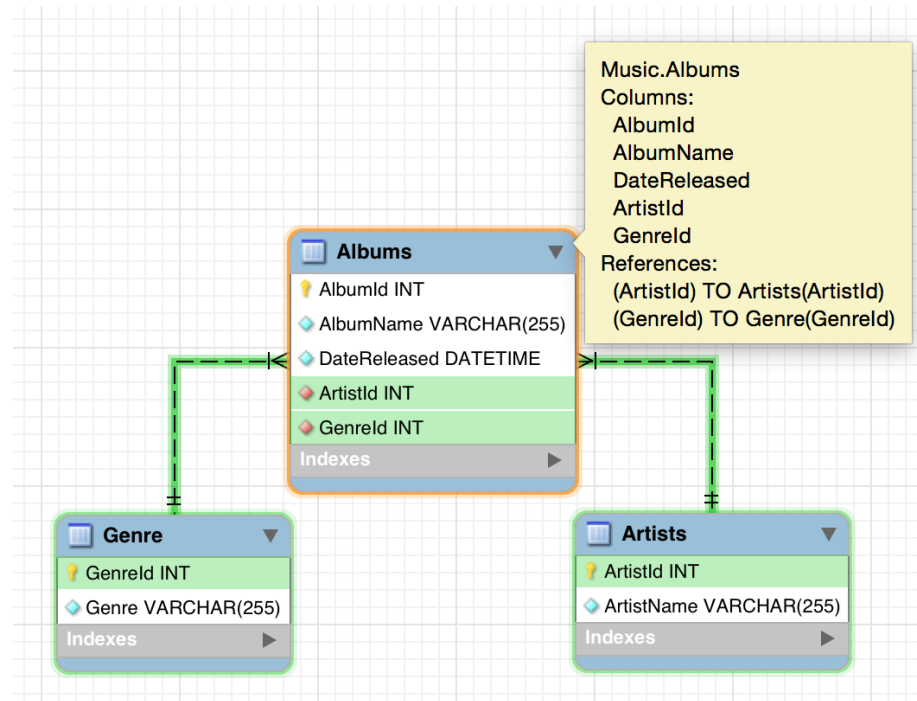 Music.Albums
Columns:
AlbumId
AlbumName
DateReleased
ArtistId
GenreId
References:
(ArtistId) TO Artists(ArtistId)
(GenreId) TO Genre(GenreId)
Albums
AlbumId INT
AlbumName VARCHAR(255)
DateReleased DATETIME
ArtistId INT
GenreId INT
Indexes
Genre
GenreId INT
Genre VARCHAR(255)
Indexes
Artists
ArtistId INT
ArtistName VARCHAR(255)
Indexes